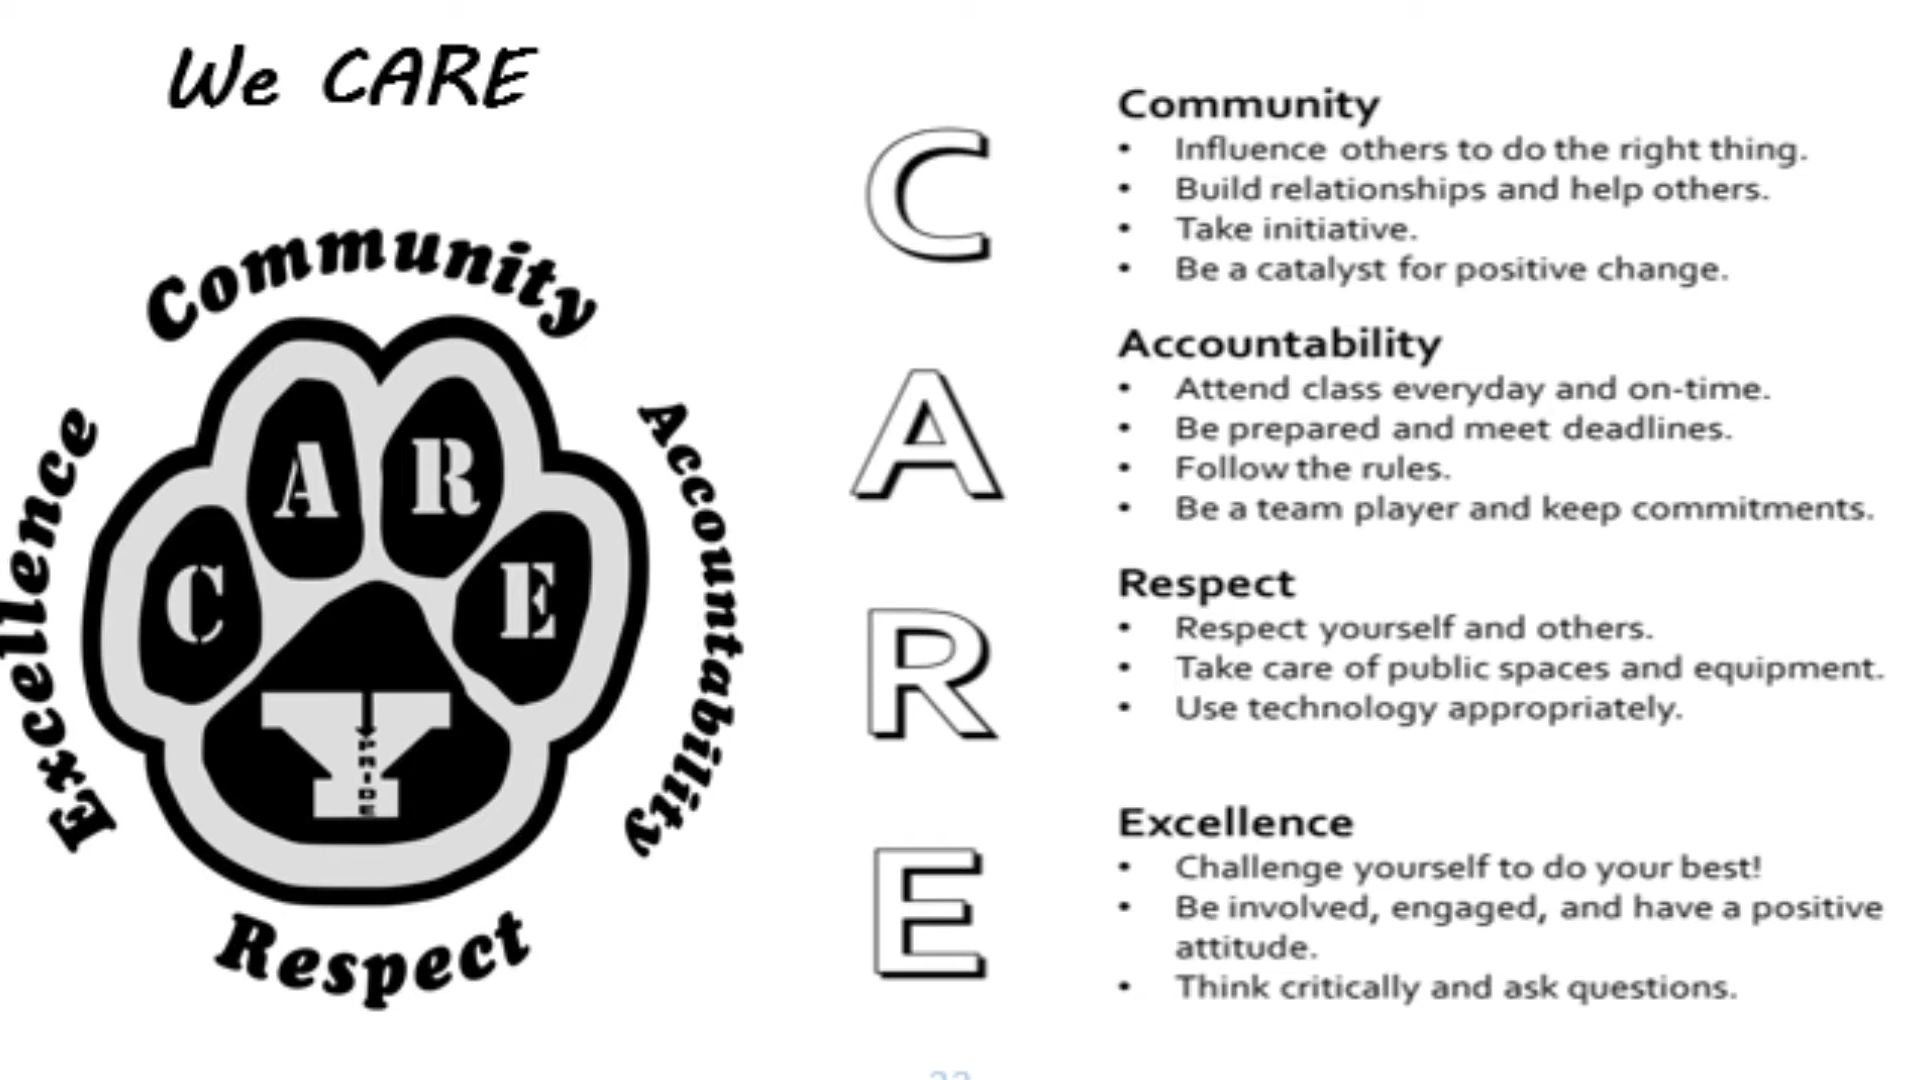 We CARE
Community
Accountability
Respect
Excellence
C
A
R
E
Y
PRIDE
C
Community
• Influence others to do the right thing.
• Build relationships and help others.
• Take initiative.
• Be a catalyst for positive change.
A
Accountability
• Attend class everyday and on-time.
• Be prepared and meet deadlines.
• Follow the rules.
• Be a team player and keep commitments.
R
Respect
• Respect yourself and others.
• Take care of public spaces and equipment.
• Use technology appropriately.
E
Excellence
• Challenge yourself to do your best!
• Be involved, engaged, and have a positive
attitude.
• Think critically and ask questions.